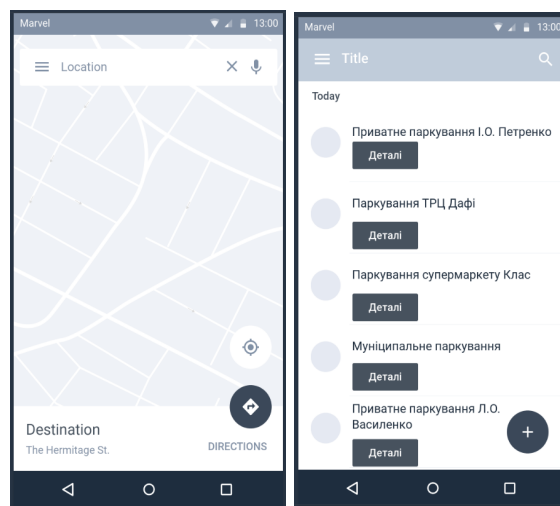 Marvel 13:00
Location
Destination
The Hermitage St.
DIRECTIONS
Marvel 13:00
Title
Today
Приватне паркування І.О. Петренко
Деталі
Паркування ТРЦ Дафі
Деталі
Паркування супермаркету Клас
Деталі
Муніципальне паркування
Деталі
Приватне паркування Л.О.
Василенко
Деталі